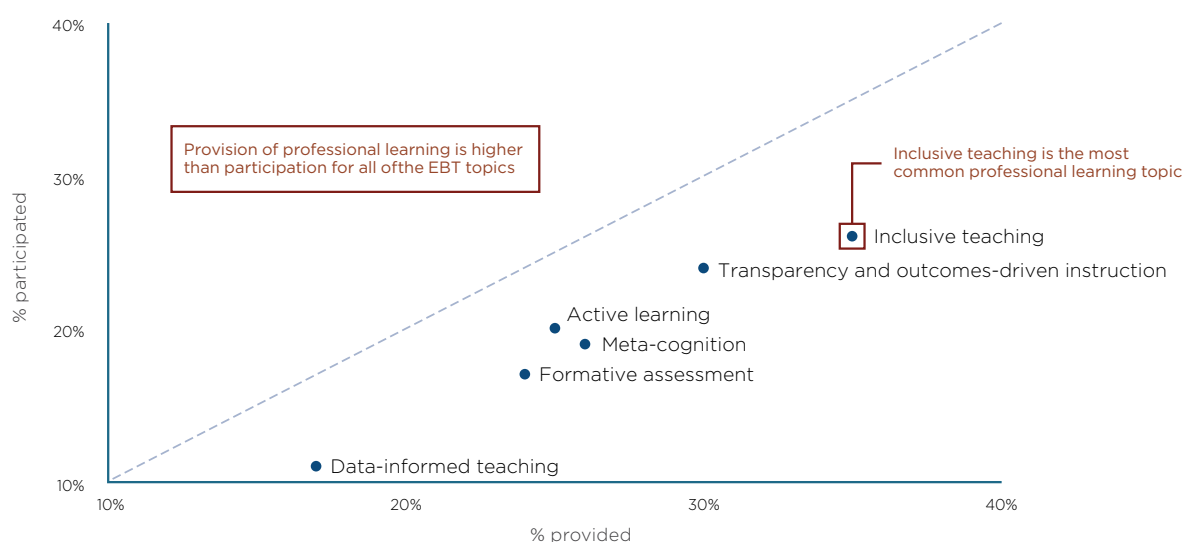 40%
Provision of professional learning is higher
than participation for all ofthe EBT topics
Inclusive teaching is the most
common professional learning topic
30%
% participated
Inclusive teaching
Transparency and outcomes-driven instruction
Active learning
20%
Meta-cognition
Formative assessment
Data-informed teaching
10%
10%
20%
30%
40%
% provided